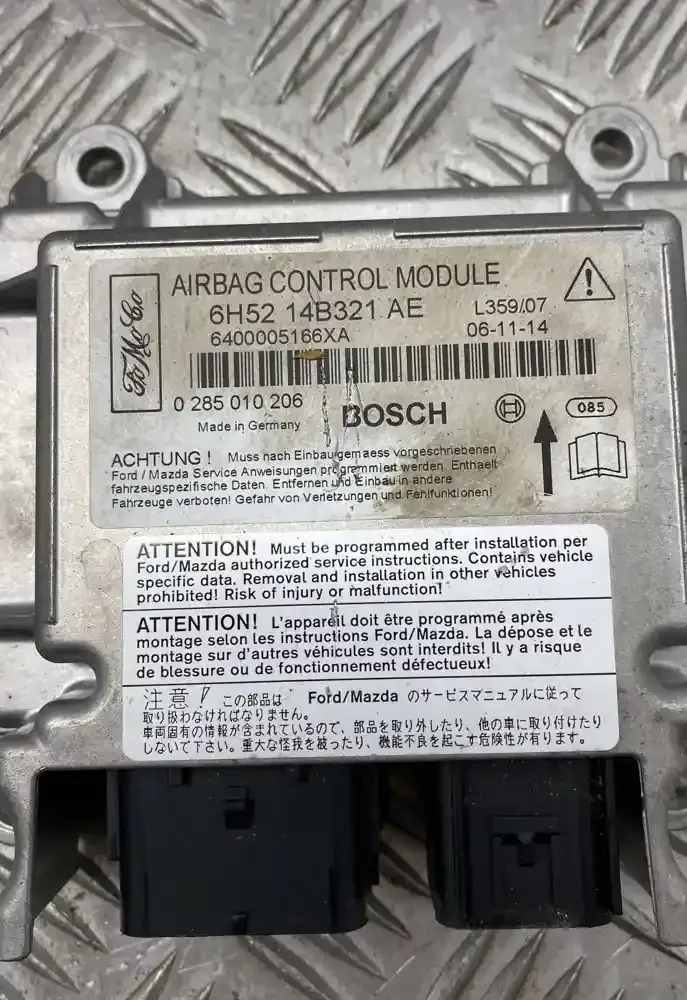 FoMoCo
AIRBAG CONTROL MODULE
6H52 14B321 AE
L359/07
6400005166XA
06-11-14
0 285 010 206
BOSCH
085
Made in Germany
ACHTUNG ! Muss nach Einbau gemaess vorgeschriebenen
Ford / Mazda Service Anweisungen programmiert werden. Enthaelt
fahrzeugspezifische Daten. Entfernen und Einbau in andere
Fahrzeuge verboten! Gefahr von Verletzungen und Fehlfunktionen!
ATTENTION! Must be programmed after installation per
Ford/Mazda authorized service instructions. Contains vehicle
specific data. Removal and installation in other vehicles
prohibited! Risk of injury or malfunction!
ATTENTION! L'appareil doit être programmé après
montage selon les instructions Ford/Mazda. La dépose et le
montage sur d'autres véhicules sont interdits! Il y a risque
de blessure ou de fonctionnement défectueux!
注意! この部品は Ford/Mazda のサービスマニュアルに従って
取り扱わなければなりません。
車両固有の情報が含まれているので、部品を取り外したり、他の車に取り付けたり
しないで下さい。重大な怪我を被ったり、機能不良を起こす危険性が有ります。